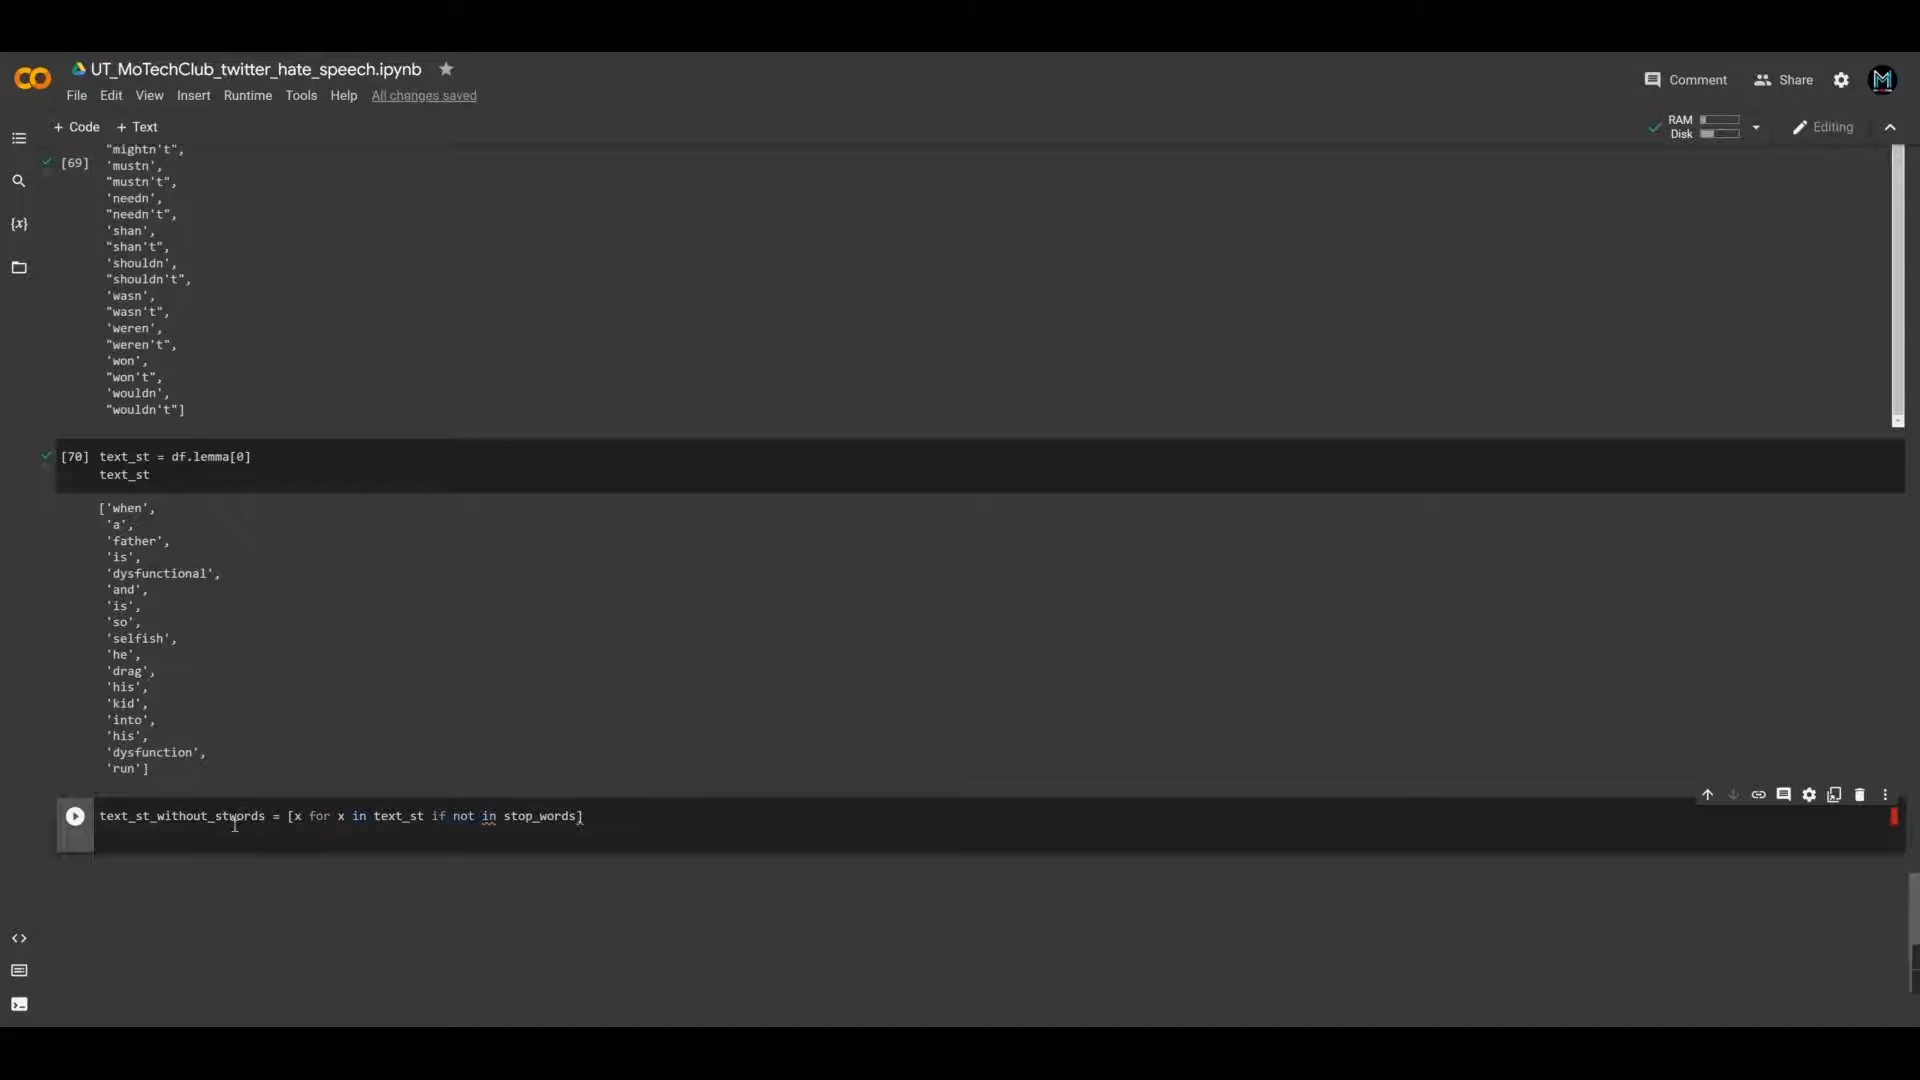 UT_MoTechClub_twitter_hate_speech.ipynb
Comment
Share
File Edit View Insert Runtime Tools Help All changes saved
+ Code + Text
RAM
Disk
Editing
"mightn't",
[69] 'mustn',
"mustn't",
'needn',
"needn't",
'shan',
"shan't",
'shouldn',
"shouldn't",
'wasn',
"wasn't",
'weren',
"weren't",
'won',
"won't",
'wouldn',
"wouldn't"]
[70] text_st = df.lemma[0]
text_st
['when',
'a',
'father',
'is',
'dysfunctional',
'and',
'is',
'so',
'selfish',
'he',
'drag',
'his',
'kid',
'into',
'his',
'dysfunction',
'run']
text_st_without_stwords = [x for x in text_st if not in stop_words]